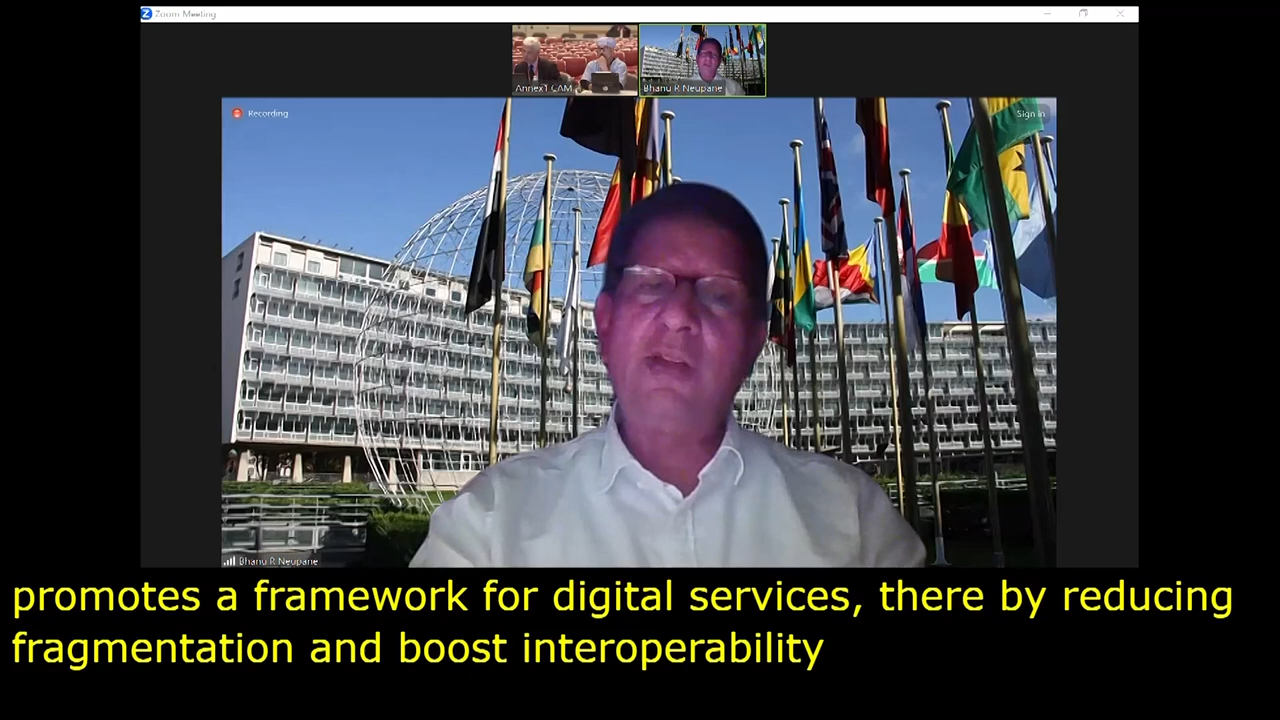 Zoom Meeting
Annex1 CAM
Bhanu R Neupane
Recording
Sign in
Bhanu R Neupane
promotes a framework for digital services, there by reducing
fragmentation and boost interoperability